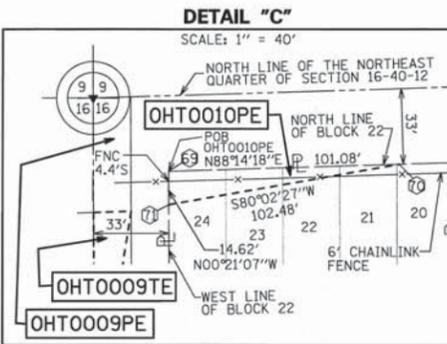 DETAIL "C"
SCALE: 1" = 40'
NORTH LINE OF THE NORTHEAST
QUARTER OF SECTION 16-40-12
9 9
16 16
OHT0010PE
NORTH LINE
OF BLOCK 22
33'
POB
OHT0010PE
N88°14'18"E 101.08'
69
FNC
4.4'S
S80°02'27"W
102.48'
70
71
24
23
22
21
20
33'
14.62'
N00°21'07"W
6' CHAINLINK
FENCE
OHT0009TE
WEST LINE
OF BLOCK 22
OHT0009PE